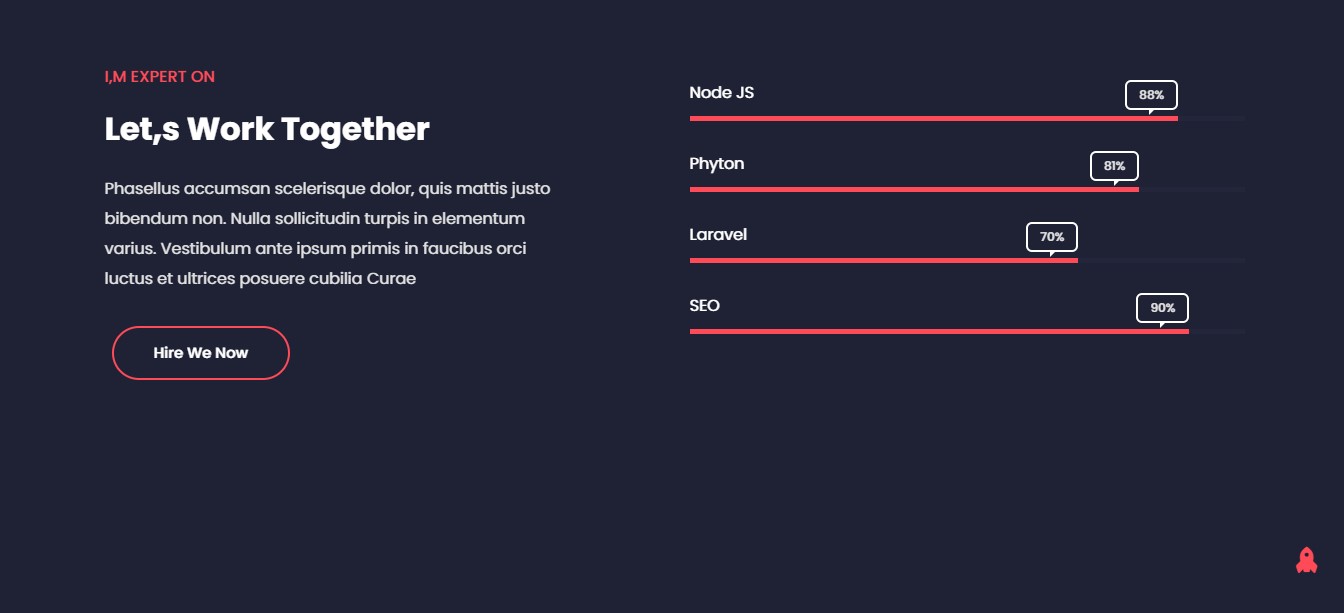 I,M EXPERT ON
Let,s Work Together
Phasellus accumsan scelerisque dolor, quis mattis justo
bibendum non. Nulla sollicitudin turpis in elementum
varius. Vestibulum ante ipsum primis in faucibus orci
luctus et ultrices posuere cubilia Curae
Hire We Now
Node JS
88%
Phyton
81%
Laravel
70%
SEO
90%